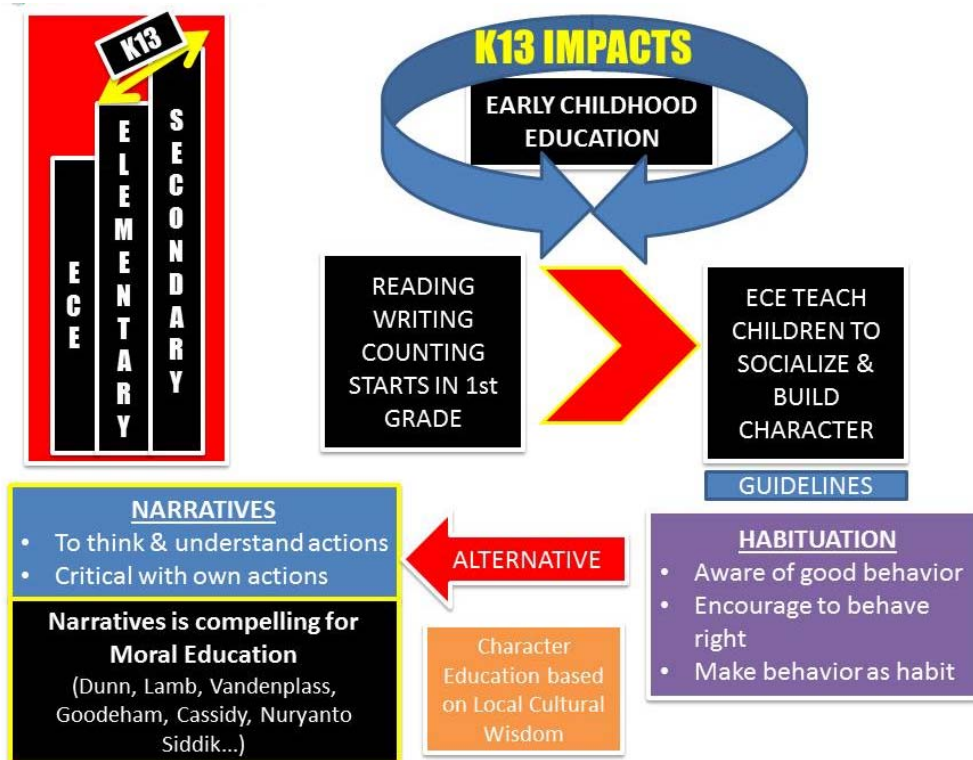 K13
ECE
ELEMENTARY
SECONDARY
K13 IMPACTS
EARLY CHILDHOOD
EDUCATION
READING
WRITING
COUNTING
STARTS IN 1st
GRADE
ECE TEACH
CHILDREN TO
SOCIALIZE &
BUILD
CHARACTER
GUIDELINES
HABITUATION
• Aware of good behavior
• Encourage to behave
right
• Make behavior as habit
ALTERNATIVE
Character
Education based
on Local Cultural
Wisdom
NARRATIVES
• To think & understand actions
• Critical with own actions
Narratives is compelling for
Moral Education
(Dunn, Lamb, Vandenplass,
Goodeham, Cassidy, Nuryanto
Siddik...)